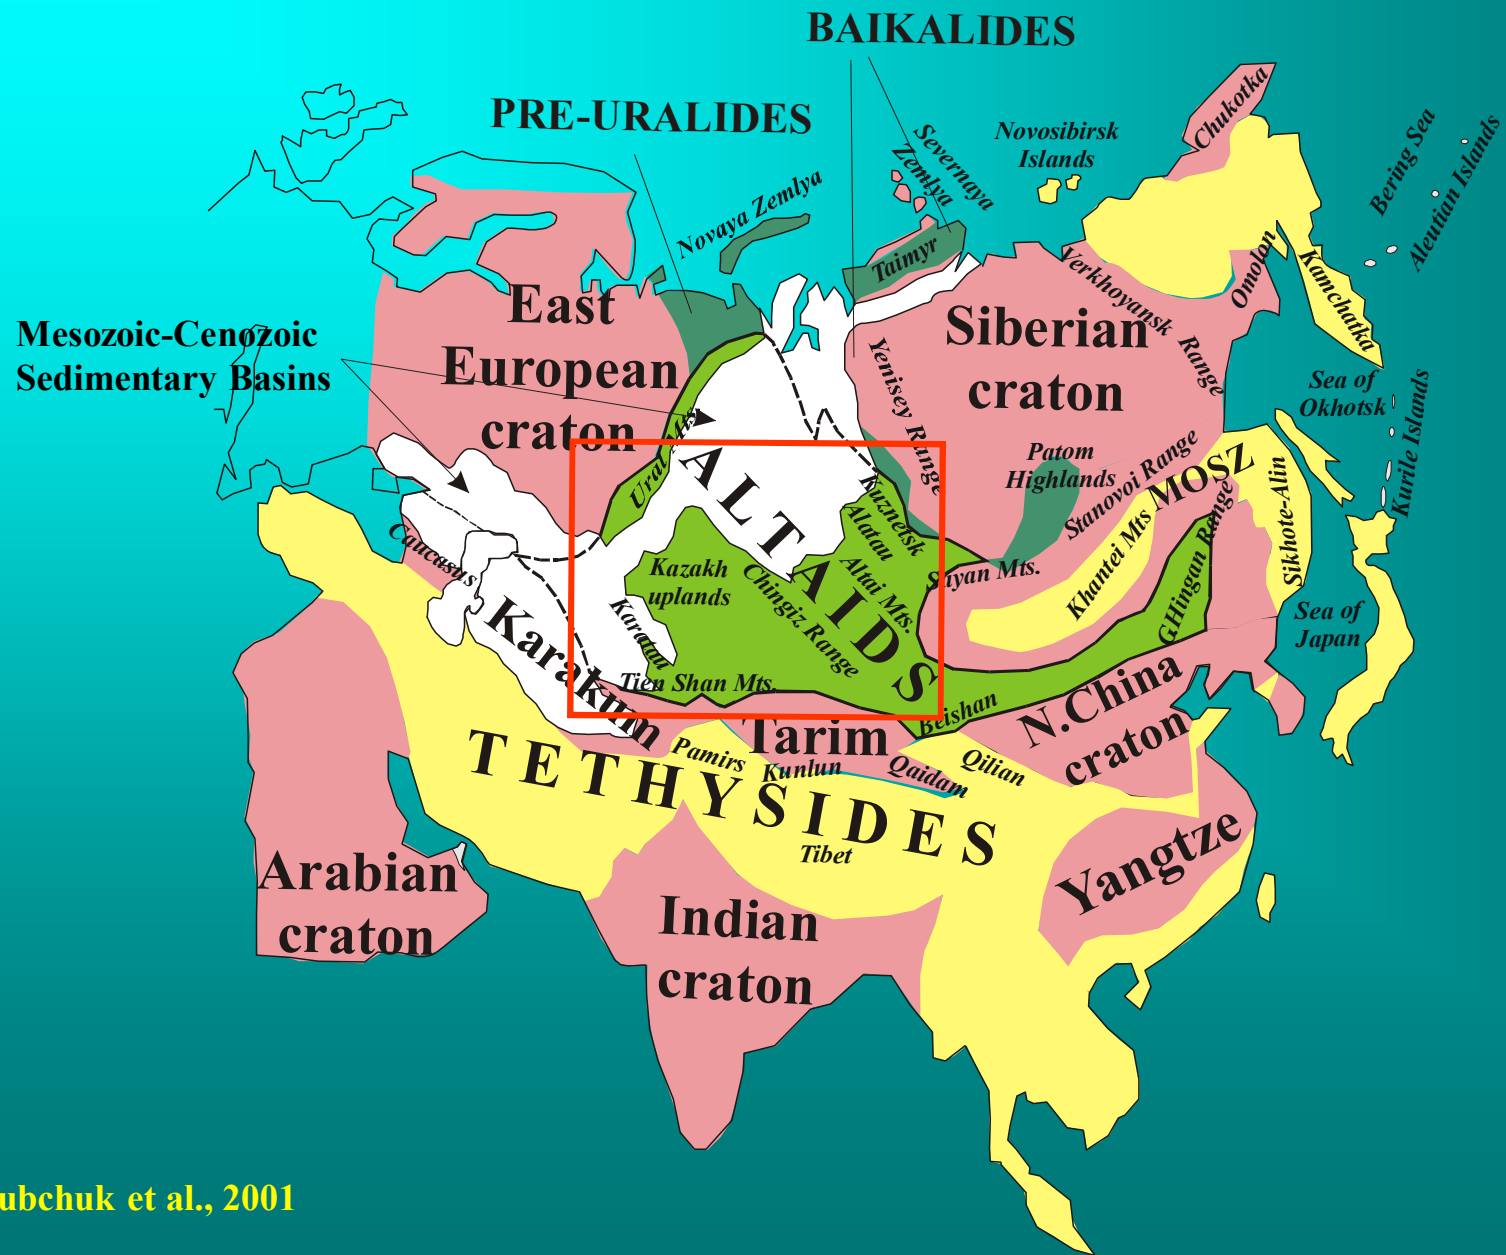 BAIKALIDES
PRE-URALIDES
Novaya Zemlya
Severnaya
Zemlya
Novosibirsk
Islands
Chukotka
Bering Sea
Aleutian Islands
Taimyr
Verkhoyansk
Range
Omolon
Kamchatka
East
European
craton
Siberian
craton
Mesozoic-Cenozoic
Sedimentary Basins
Yenisey Range
Sea of
Okhotsk
Kurile Islands
Ural Mts
Patom
Highlands
Stanovoi Range
MOSZ
Sikhote-Alin
ALTAIDS
Kuznetsk
Alatau
Altai Mts.
Sayan Mts.
Khantei Mts
GHingan Range
Sea of
Japan
Caucasus
Kazakh
uplands
Chingiz Range
Karatau
Karakum
Tien Shan Mts.
Beishan
N.China
craton
Tarim
Pamirs
Kunlun
Qaidam
Qilian
TETHYSIDES
Tibet
Yangtze
Arabian
craton
Indian
craton
ubchuk et al., 2001